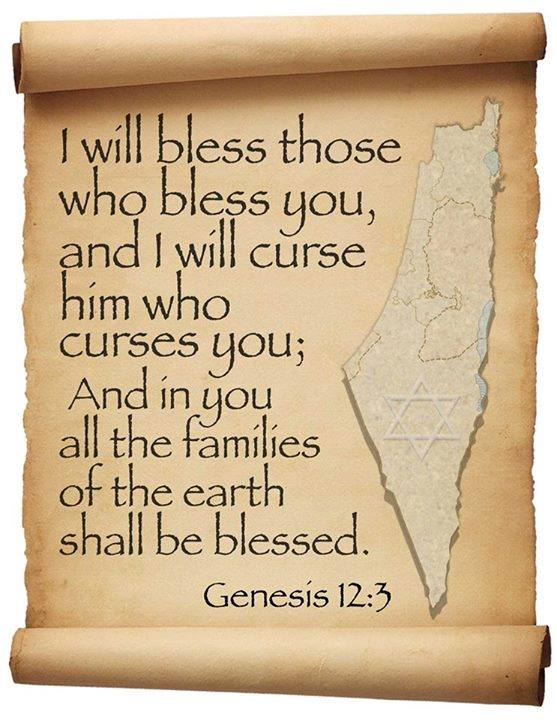 I will bless those
who bless you,
and I will curse
him who
curses you;
And in you
all the families
of the earth
shall be blessed.
Genesis 12:3